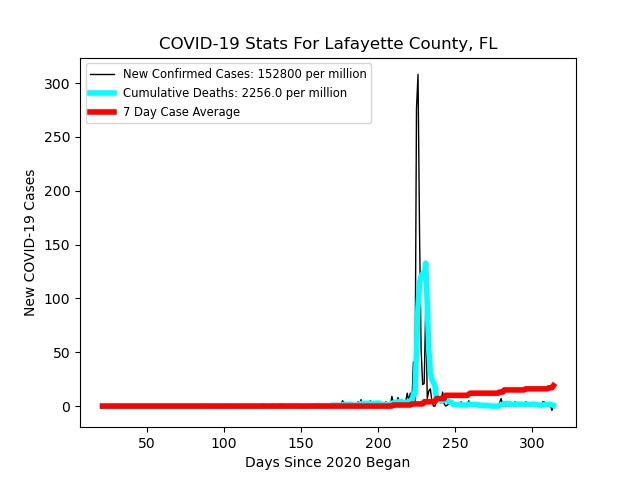 COVID-19 Stats For Lafayette County, FL
New Confirmed Cases: 152800 per million
Cumulative Deaths: 2256.0 per million
7 Day Case Average
New COVID-19 Cases
300
250
200
150
100
50
0
50 100 150 200 250 300
Days Since 2020 Began